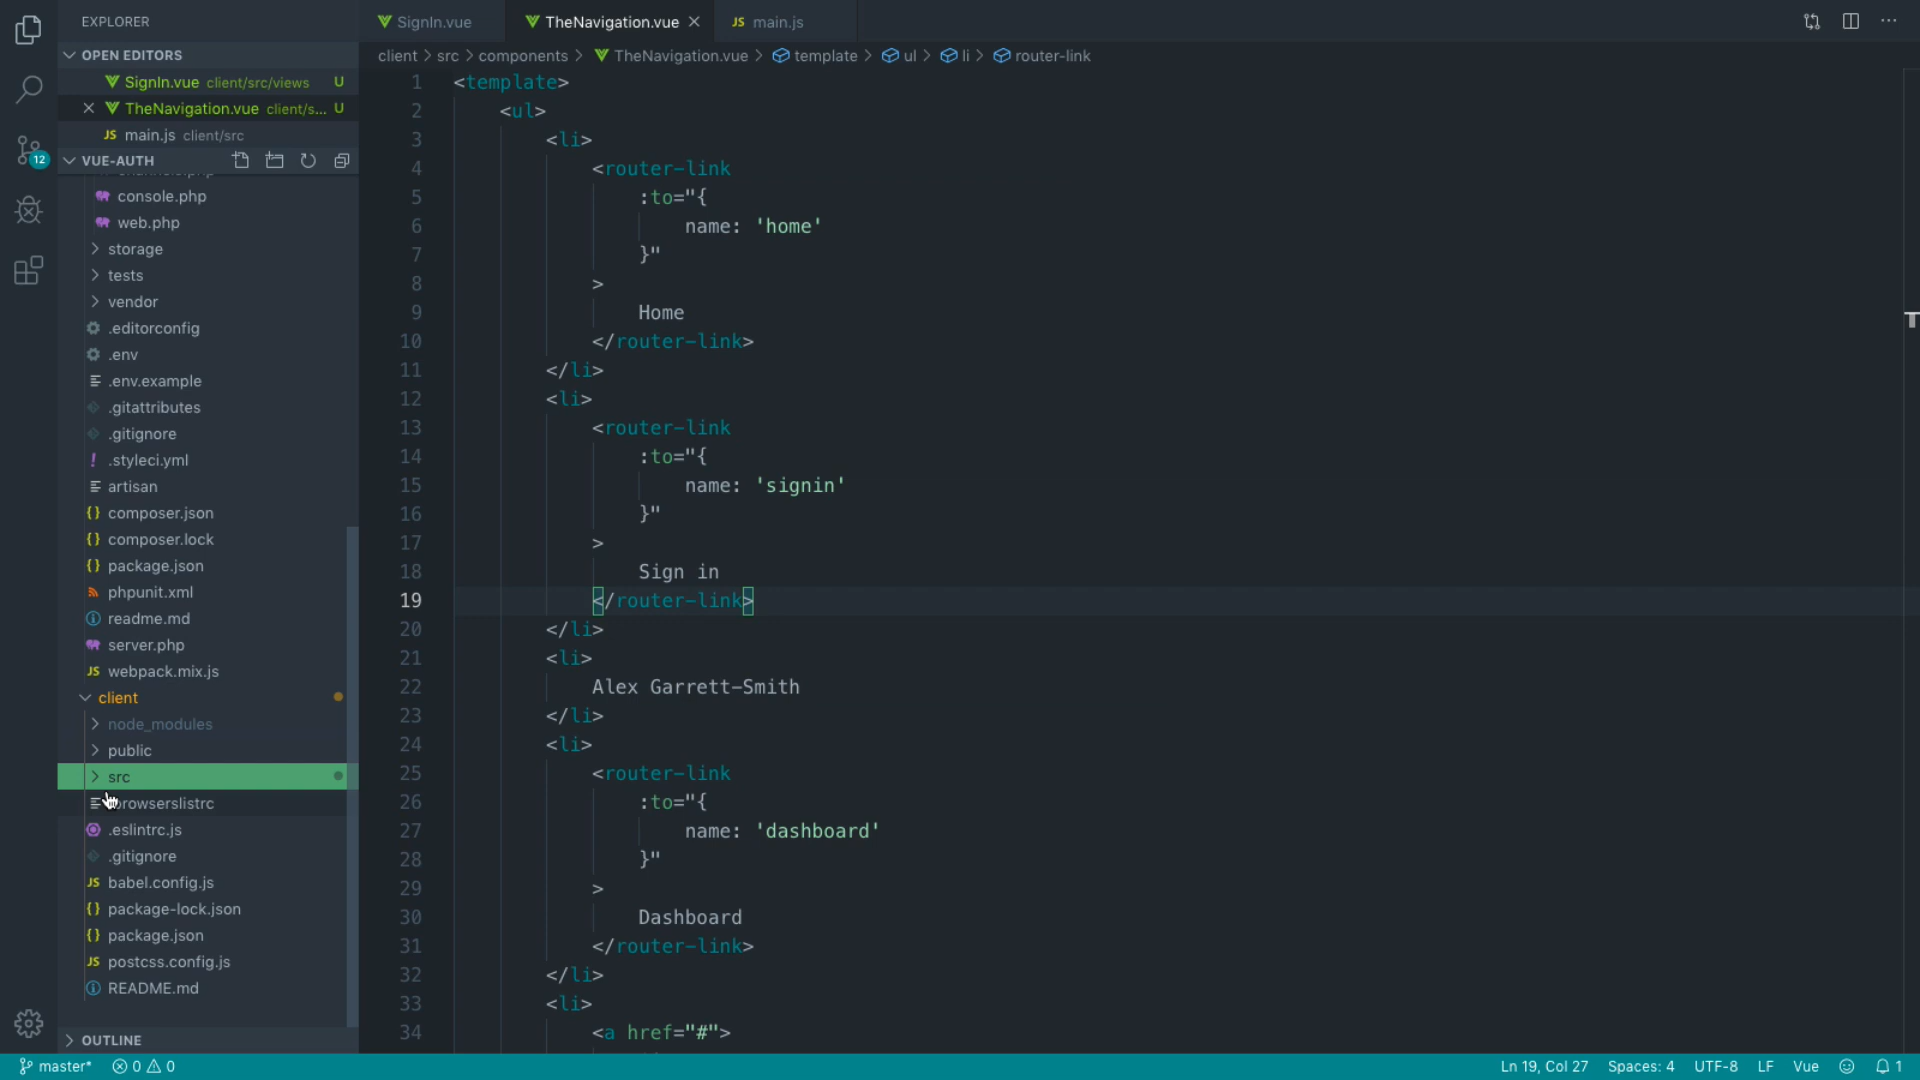 EXPLORER
SignIn.vue
TheNavigation.vue
JS main.js
OPEN EDITORS
SignIn.vue client/src/views U
TheNavigation.vue client/s... U
JS main.js client/src
VUE-AUTH
12
console.php
web.php
storage
tests
vendor
.editorconfig
.env
.env.example
.gitattributes
.gitignore
.styleci.yml
artisan
composer.json
composer.lock
package.json
phpunit.xml
readme.md
server.php
JS webpack.mix.js
client
node_modules
public
src
browserslistrc
.eslintrc.js
.gitignore
JS babel.config.js
package-lock.json
package.json
JS postcss.config.js
README.md
OUTLINE
client > src > components > TheNavigation.vue > template > ul > li > router-link
1 <template>
2 <ul>
3 <li>
4 <router-link
5 :to="{
6 name: 'home'
7 }"
8 >
9 Home
10 </router-link>
11 </li>
12 <li>
13 <router-link
14 :to="{
15 name: 'signin'
16 }"
17 >
18 Sign in
19 </router-link>
20 </li>
21 <li>
22 Alex Garrett-Smith
23 </li>
24 <li>
25 <router-link
26 :to="{
27 name: 'dashboard'
28 }"
29 >
30 Dashboard
31 </router-link>
32 </li>
33 <li>
34 <a href="#">
master* 0 0 Ln 19, Col 27 Spaces: 4 UTF-8 LF Vue 1